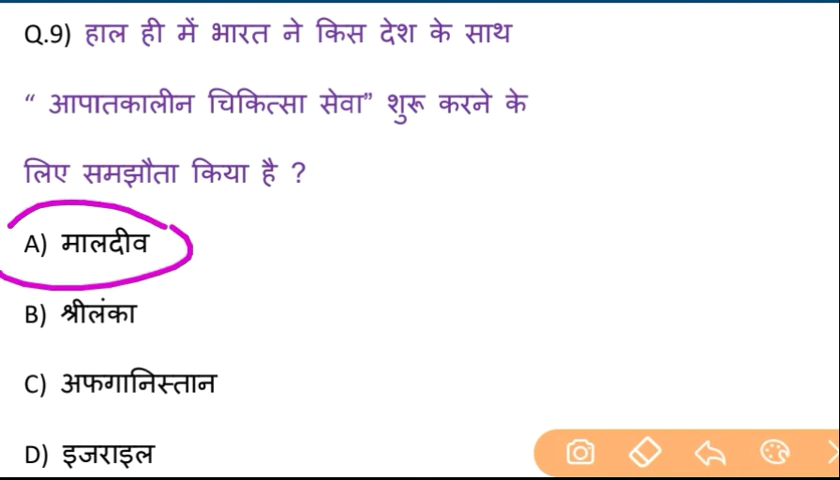 Q.9) हाल ही में भारत ने किस देश के साथ
“ आपातकालीन चिकित्सा सेवा” शुरू करने के
लिए समझौता किया है ?
A) मालदीव
B) श्रीलंका
C) अफगानिस्तान
D) इजराइल